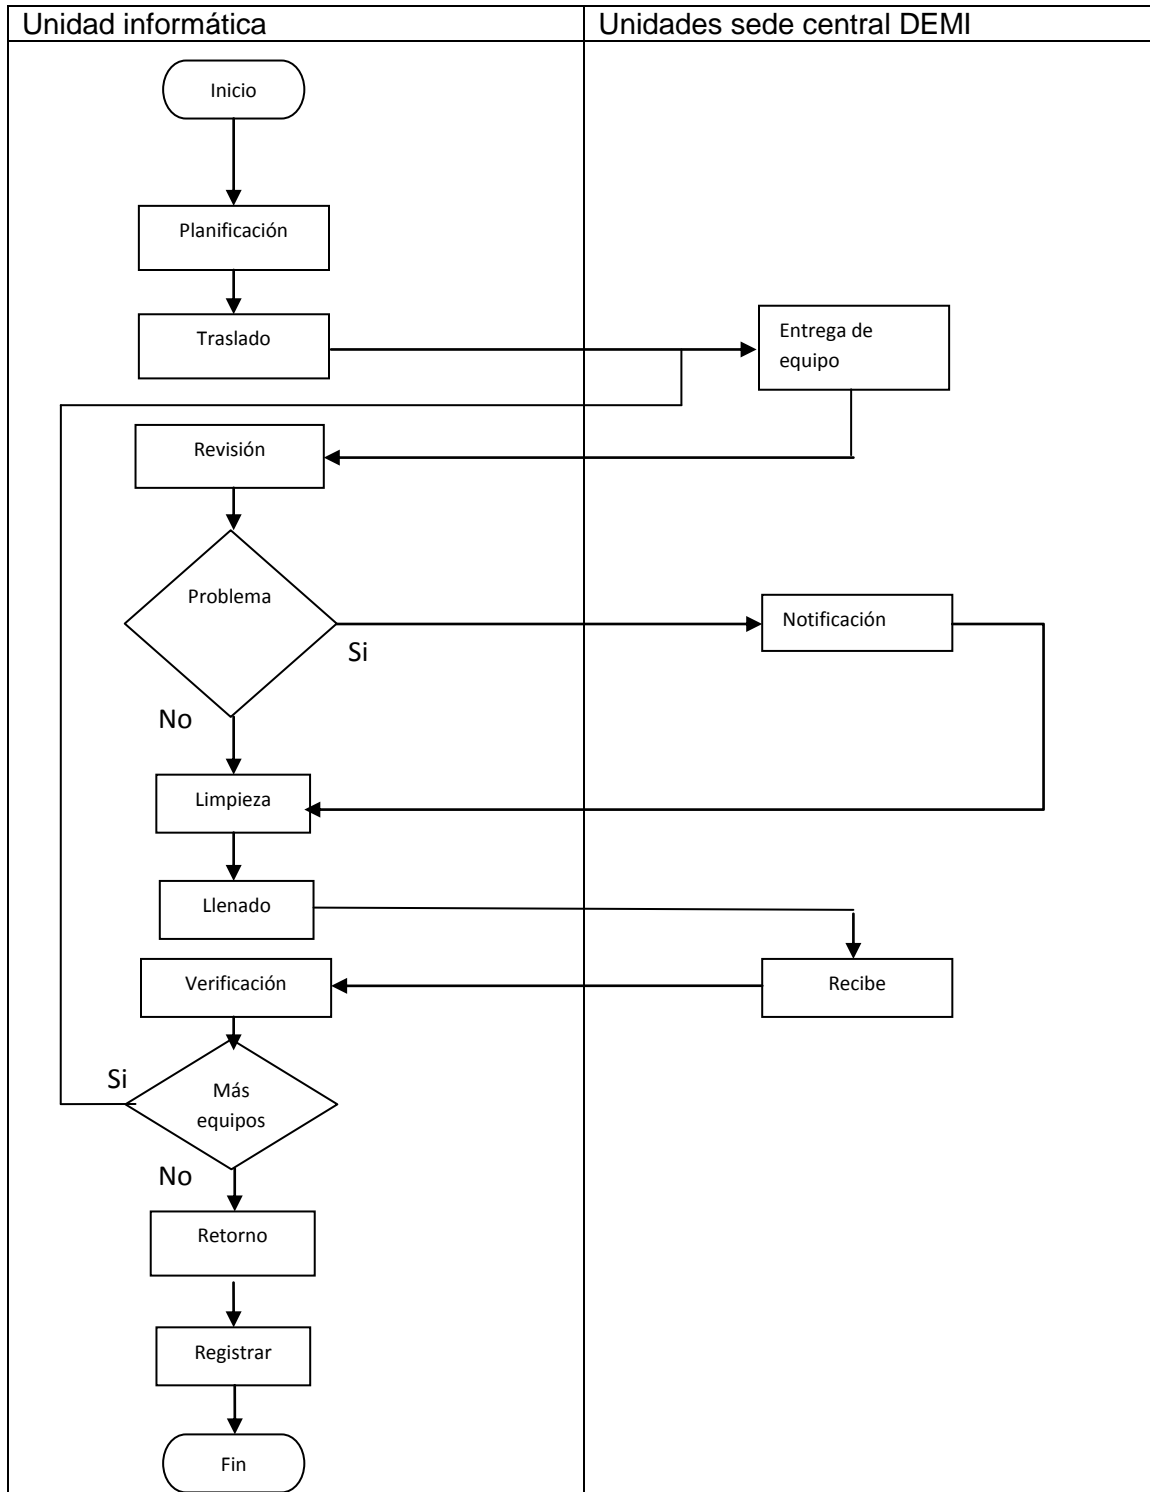 Unidad informática
Unidades sede central DEMI
Inicio
Planificación
Traslado
Entrega de
equipo
Revisión
Problema
Si
Notificación
No
Limpieza
Llenado
Verificación
Recibe
Si
Más
equipos
No
Retorno
Registrar
Fin